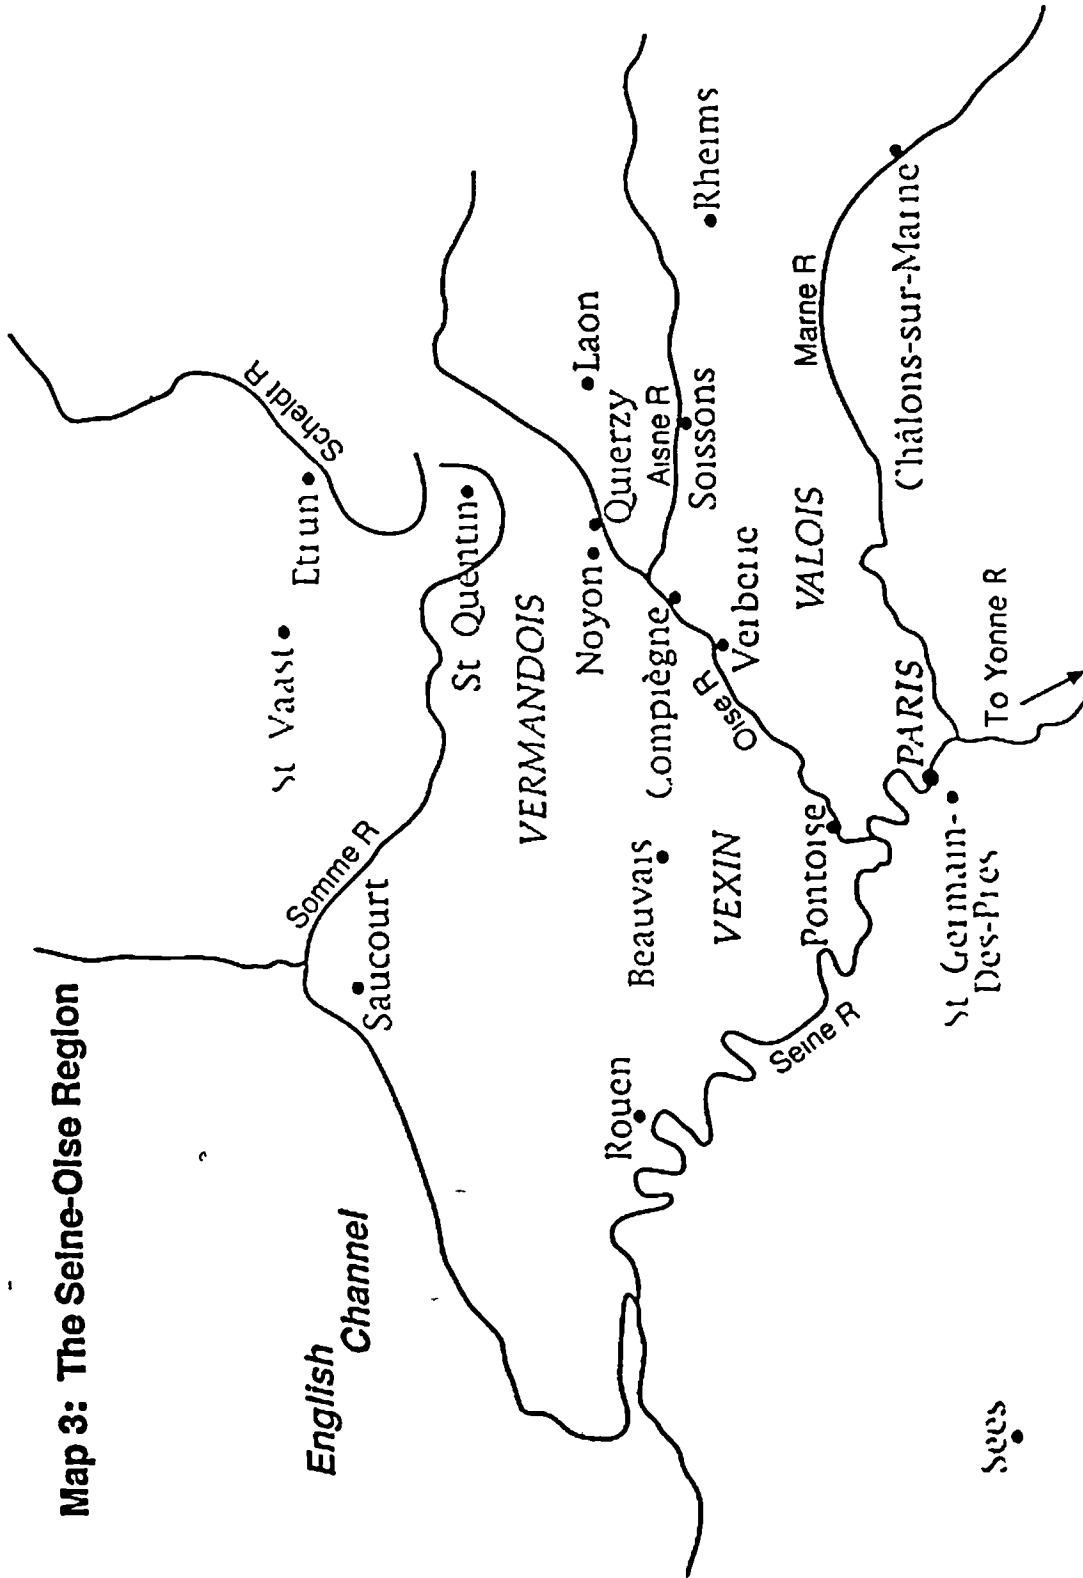 Map 3: The Seine-Oise Region
English
Channel
Scheldt R
Etrun
St Vaast
Somme R
Saucourt
St Quentin
VERMANDOIS
Laon
Quierzy
Noyon
Aisne R
Rheims
Soissons
Compiègne
Oise R
Verberie
Beauvais
VEXIN
VALOIS
Marne R
Châlons-sur-Marne
Rouen
Pontoise
Seine R
PARIS
To Yonne R
St Germain-
Des-Pres
Sees